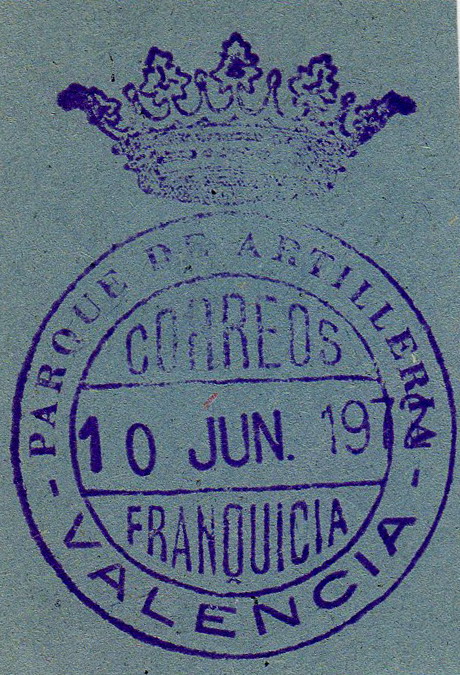 PARQUE DE ARTILLERIA
CORREOS
10 JUN. 197
FRANQUICIA
- VALENCIA -